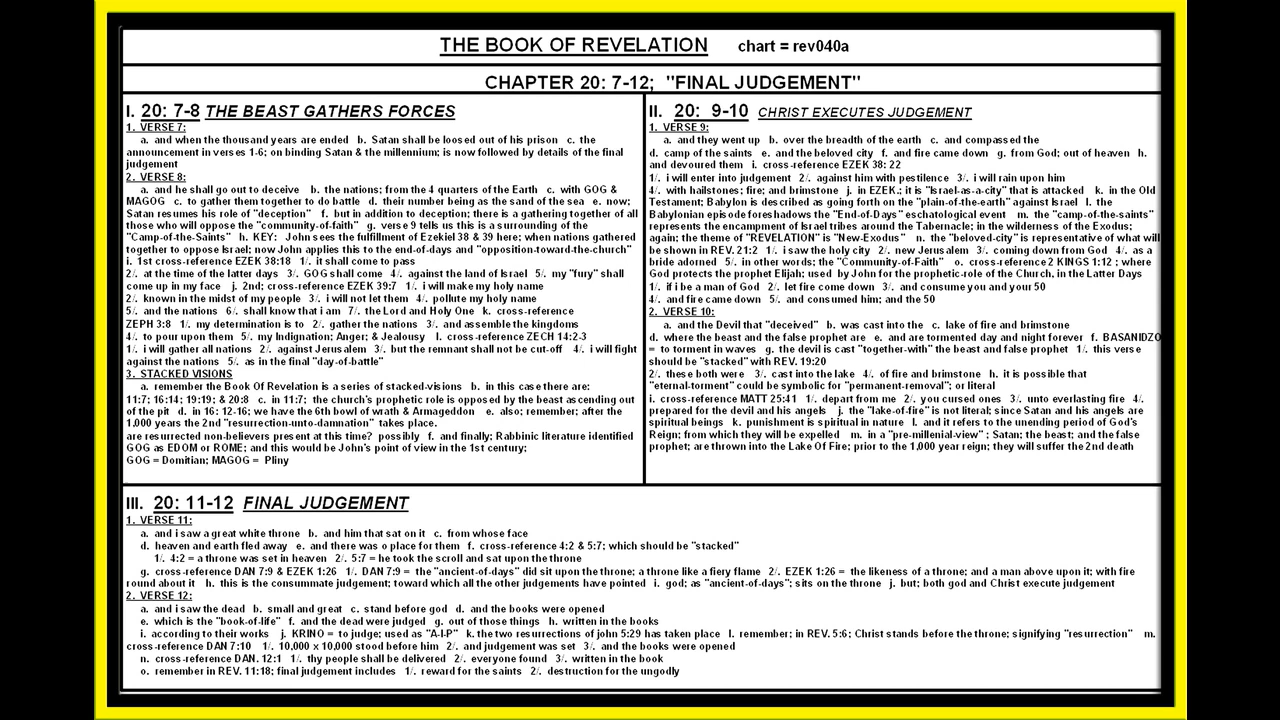 THE BOOK OF REVELATION chart = rev040a
CHAPTER 20: 7-12; "FINAL JUDGEMENT"
I. 20: 7-8 THE BEAST GATHERS FORCES
1. VERSE 7:
a. and when the thousand years are ended b. Satan shall be loosed out of his prison c. the
announcement in verses 1-6; on binding Satan & the millennium; is now followed by details of the final
judgement
2. VERSE 8:
a. and he shall go out to deceive b. the nations; from the 4 quarters of the Earth c. with GOG &
MAGOG c. to gather them together to do battle d. their number being as the sand of the sea e. now;
Satan resumes his role of "deception" f. but in addition to deception; there is a gathering together of all
those who will oppose the "community-of-faith" g. verse 9 tells us this is a surrounding of the
"Camp-of-the-Saints" h. KEY: John sees the fulfillment of Ezekiel 38 & 39 here; when nations gathered
together to oppose Israel; now John applies this to the end-of-days and "opposition-toward-the-church"
i. 1st cross-reference EZEK 38:18 1/. it shall come to pass
2/. at the time of the latter days 3/. GOG shall come 4/. against the land of Israel 5/. my "fury" shall
come up in my face j. 2nd; cross-reference EZEK 39:7 1/. i will make my holy name
2/. known in the midst of my people 3/. i will not let them 4/. pollute my holy name
5/. and the nations 6/. shall know that i am 7/. the Lord and Holy One k. cross-reference
ZEPH 3:8 1/. my determination is to 2/. gather the nations 3/. and assemble the kingdoms
4/. to pour upon them 5/. my Indignation; Anger; & Jealousy l. cross-reference ZECH 14:2-3
1/. i will gather all nations 2/. against Jerusalem 3/. but the remnant shall not be cut-off 4/. i will fight
against the nations 5/. as in the final "day-of-battle"
3. STACKED VISIONS
a. remember the Book Of Revelation is a series of stacked-visions b. in this case there are:
11:7; 16:14; 19:19; & 20:8 c. in 11:7; the church's prophetic role is opposed by the beast ascending out
of the pit d. in 16: 12-16; we have the 6th bowl of wrath & Armageddon e. also; remember; after the
1,000 years the 2nd "resurrection-unto-damnation" takes place.
are resurrected non-believers present at this time? possibly f. and finally; Rabbinic literature identified
GOG as EDOM or ROME; and this would be John's point of view in the 1st century;
GOG = Domitian; MAGOG = Pliny
II. 20: 9-10 CHRIST EXECUTES JUDGEMENT
1. VERSE 9:
a. and they went up b. over the breadth of the earth c. and compassed the
d. camp of the saints e. and the beloved city f. and fire came down g. from God; out of heaven h.
and devoured them i. cross-reference EZEK 38: 22
1/. i will enter into judgement 2/. against him with pestilence 3/. i will rain upon him
4/. with hailstones; fire; and brimstone j. in EZEK.; it is "Israel-as-a-city" that is attacked k. in the Old
Testament; Babylon is described as going forth on the "plain-of-the-earth" against Israel l. the
Babylonian episode foreshadows the "End-of-Days" eschatological event m. the "camp-of-the-saints"
represents the encampment of Israel tribes around the Tabernacle; in the wilderness of the Exodus;
again; the theme of "REVELATION" is "New-Exodus" n. the "beloved-city" is representative of what will
be shown in REV. 21:2 1/. i saw the holy city 2/. new Jerusalem 3/. coming down from God 4/. as a
bride adorned 5/. in other words; the "Community-of-Faith" o. cross-reference 2 KINGS 1:12 ; where
God protects the prophet Elijah; used by John for the prophetic-role of the Church, in the Latter Days
1/. if i be a man of God 2/. let fire come down 3/. and consume you and your 50
4/. and fire came down 5/. and consumed him; and the 50
2. VERSE 10:
a. and the Devil that "deceived" b. was cast into the c. lake of fire and brimstone
d. where the beast and the false prophet are e. and are tormented day and night forever f. BASANIDZO
= to torment in waves g. the devil is cast "together-with" the beast and false prophet 1/. this verse
should be "stacked" with REV. 19:20
2/. these both were 3/. cast into the lake 4/. of fire and brimstone h. it is possible that
"eternal-torment" could be symbolic for "permanent-removal"; or literal
i. cross-reference MATT 25:41 1/. depart from me 2/. you cursed ones 3/. unto everlasting fire 4/.
prepared for the devil and his angels j. the "lake-of-fire" is not literal; since Satan and his angels are
spiritual beings k. punishment is spiritual in nature l. and it refers to the unending period of God's
Reign; from which they will be expelled m. in a "pre-millenial-view" ; Satan; the beast; and the false
prophet; are thrown into the Lake Of Fire; prior to the 1,000 year reign; they will suffer the 2nd death
III. 20: 11-12 FINAL JUDGEMENT
1. VERSE 11:
a. and i saw a great white throne b. and him that sat on it c. from whose face
d. heaven and earth fled away e. and there was o place for them f. cross-reference 4:2 & 5:7; which should be "stacked"
1/. 4:2 = a throne was set in heaven 2/. 5:7 = he took the scroll and sat upon the throne
g. cross-reference DAN 7:9 & EZEK 1:26 1/. DAN 7:9 = the "ancient-of-days" did sit upon the throne; a throne like a fiery flame 2/. EZEK 1:26 = the likeness of a throne; and a man above upon it; with fire
round about it h. this is the consummate judgement; toward which all the other judgements have pointed i. god; as "ancient-of-days"; sits on the throne j. but; both god and Christ execute judgement
2. VERSE 12:
a. and i saw the dead b. small and great c. stand before god d. and the books were opened
e. which is the "book-of-life" f. and the dead were judged g. out of those things h. written in the books
i. according to their works j. KRINO = to judge; used as "A-I-P" k. the two resurrections of john 5:29 has taken place l. remember; in REV. 5:6; Christ stands before the throne; signifying "resurrection" m.
cross-reference DAN 7:10 1/. 10,000 x 10,000 stood before him 2/. and judgement was set 3/. and the books were opened
n. cross-reference DAN. 12:1 1/. thy people shall be delivered 2/. everyone found 3/. written in the book
o. remember in REV. 11:18; final judgement includes 1/. reward for the saints 2/. destruction for the ungodly